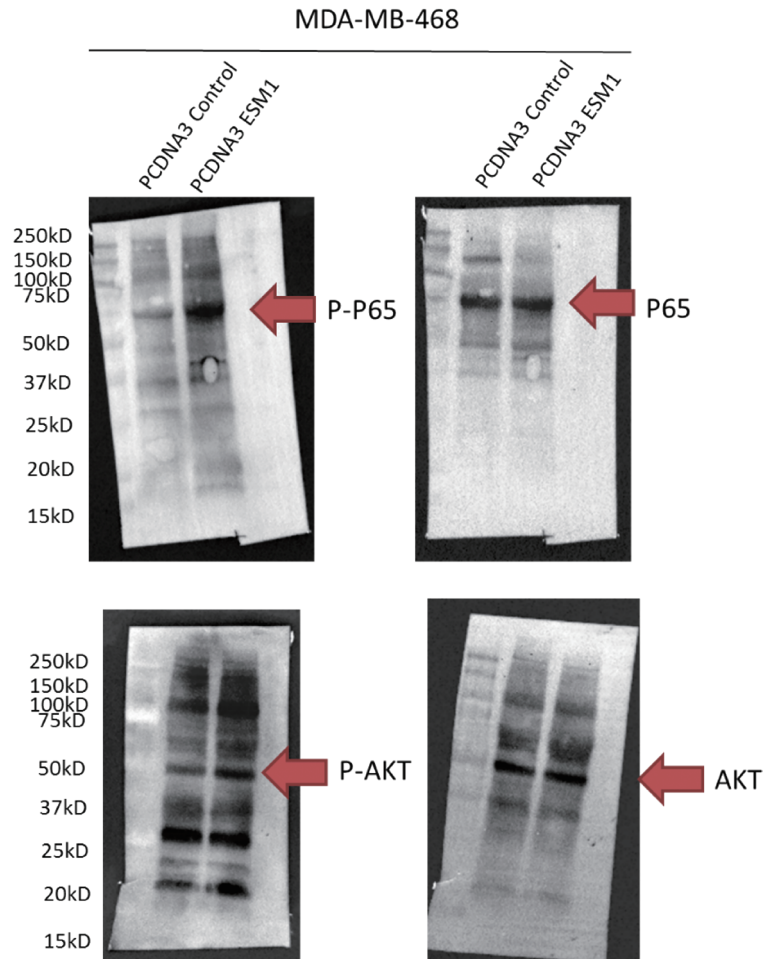 MDA-MB-468
PCDNA3 Control
PCDNA3 ESM1
PCDNA3 Control
PCDNA3 ESM1
250kD
150kD
100kD
75kD
50kD
37kD
25kD
20kD
15kD
P-P65
P65
250kD
150kD
100kD
75kD
50kD
37kD
25kD
20kD
15kD
P-AKT
AKT